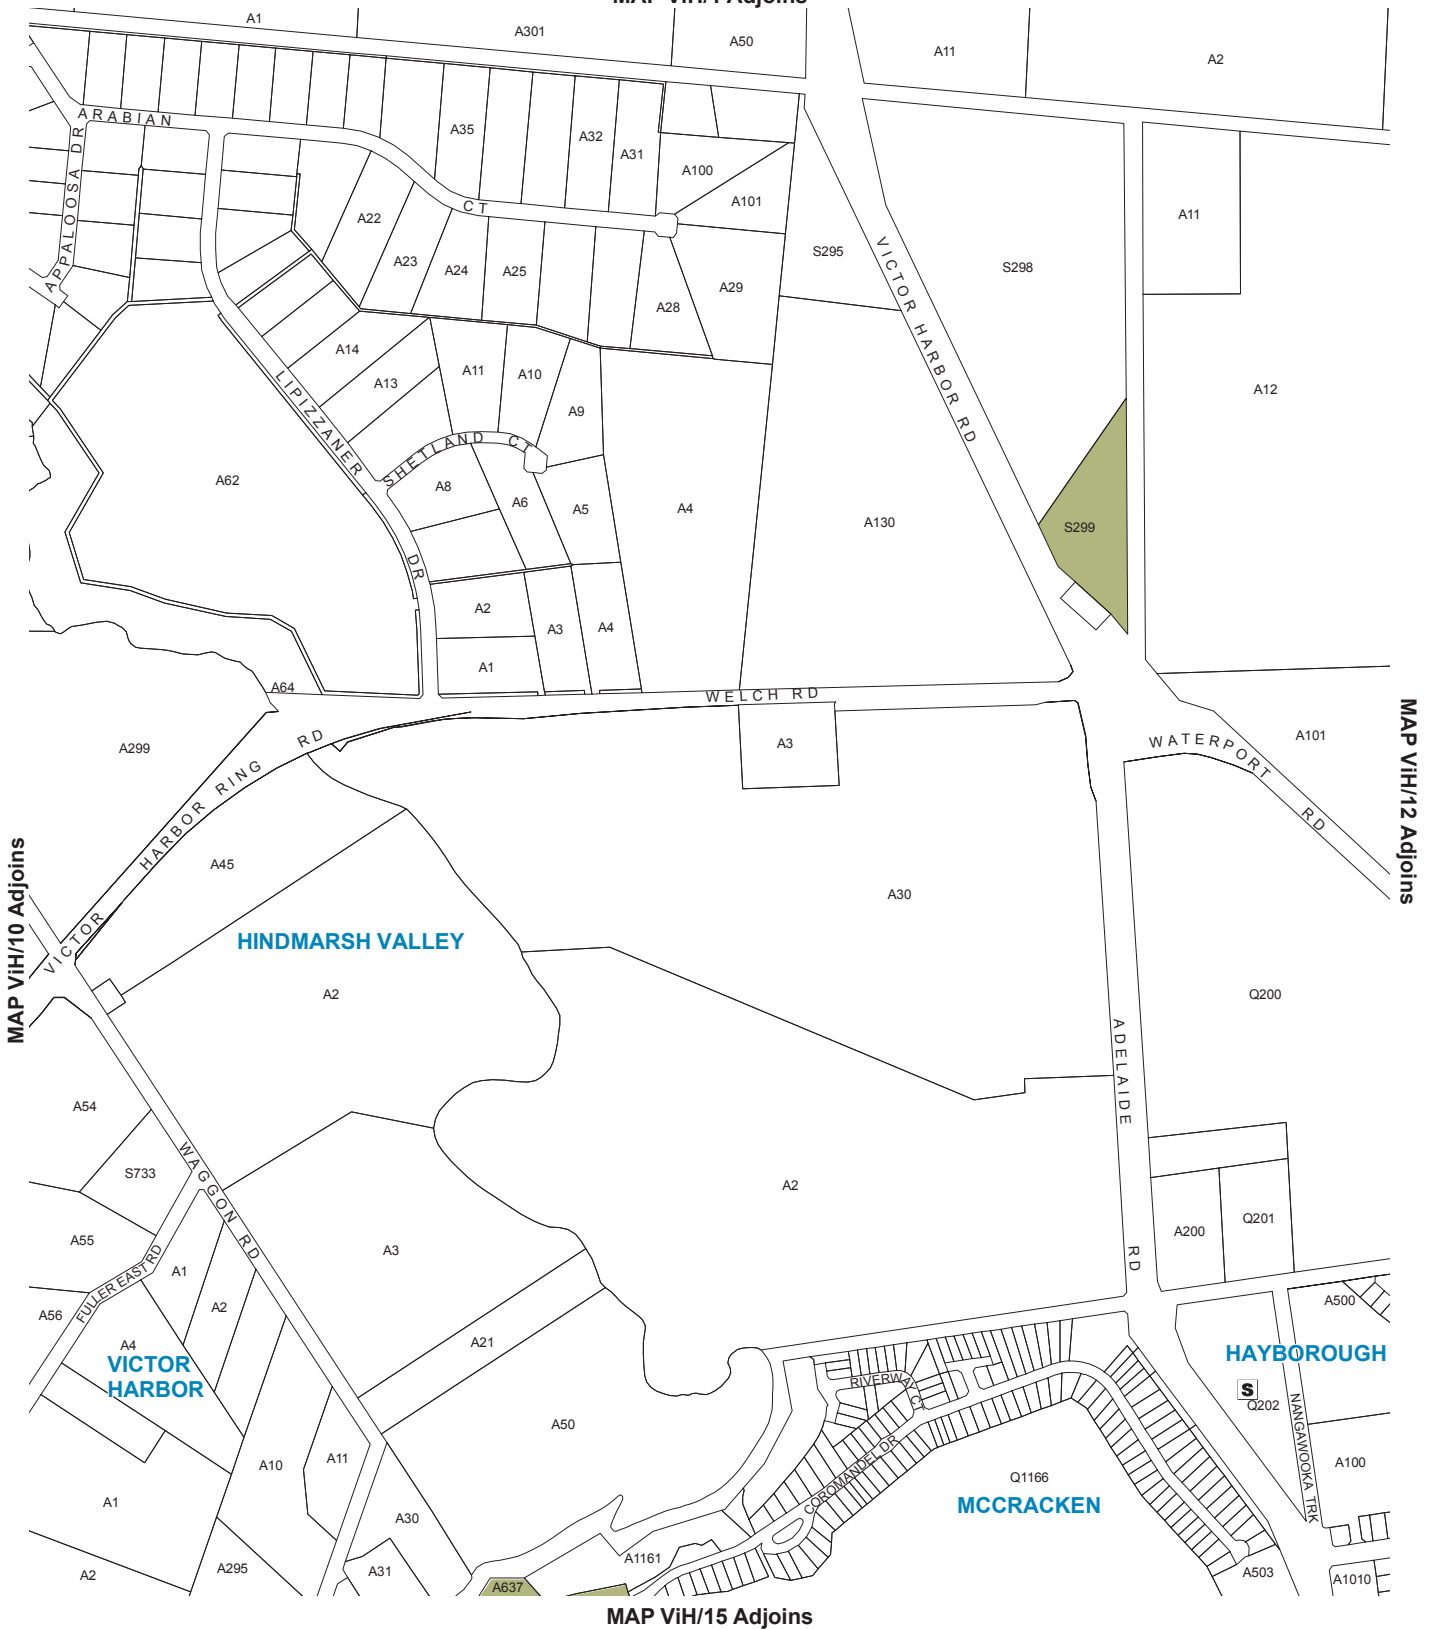 MAP ViH/7 Adjoins
A1
A301
A50
A11
A2
ARABIAN
CT
A35
A32
A31
A100
A101
APPALOOSA DR
A22
A23
A24
A25
A28
A29
S295
VICTOR HARBOR RD
S298
A11
A12
A14
A13
A11
A10
A9
LIPIZZANER
DR
SHETLAND CT
A62
A8
A6
A5
A4
A130
S299
A2
A3
A4
A1
A64
WELCH RD
A299
A3
WATERPORT
RD
A101
MAP ViH/12 Adjoins
VICTOR HARBOR RING RD
A45
A30
MAP ViH/10 Adjoins
HINDMARSH VALLEY
A2
Q200
ADELAIDE
RD
A54
S733
WAGGON RD
A2
A200
Q201
A55
A3
FULLER EAST RD
A1
A2
A56
A4
A21
A500
VICTOR
HARBOR
HAYBOROUGH
RIVERWAY CT
S
Q202
NANGAWOOKA TRK
A50
COROMANDEL DR
A10
A11
Q1166
A100
MCCRACKEN
A1
A30
A1161
A2
A295
A31
A637
A503
A1010
MAP ViH/15 Adjoins